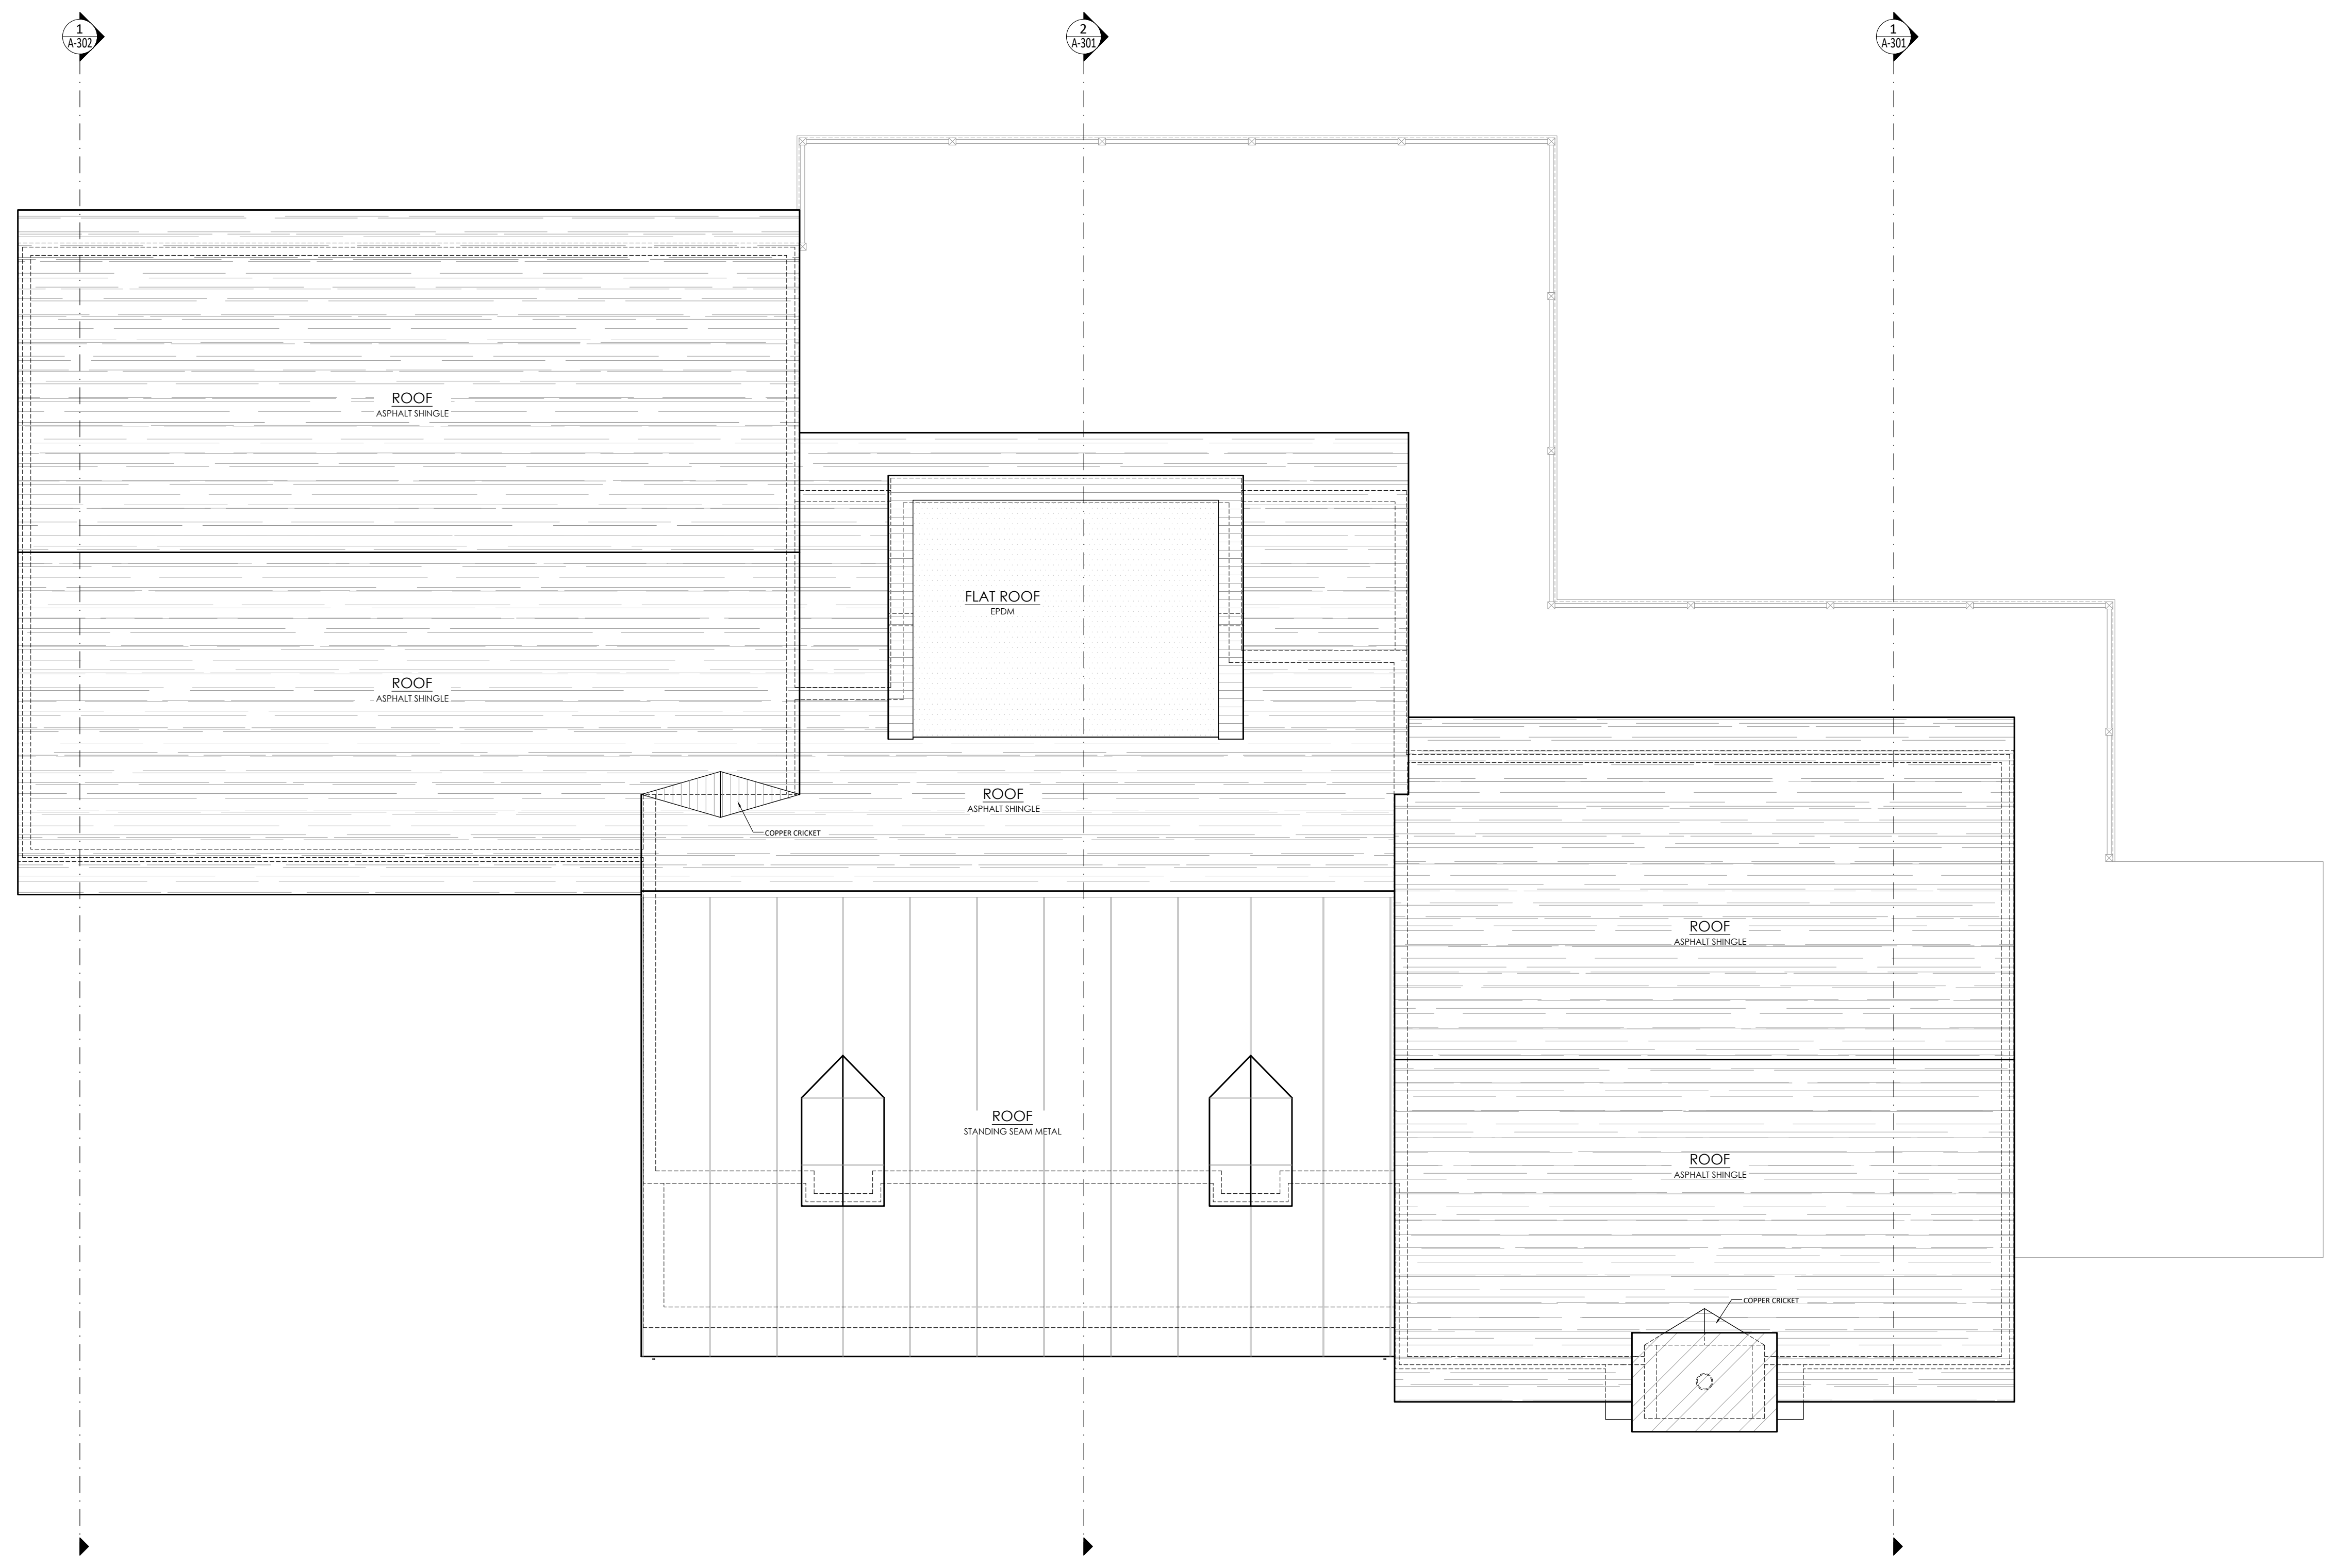 1
A-302
2
A-301
1
A-301
ROOF
ASPHALT SHINGLE
FLAT ROOF
EPDM
ROOF
ASPHALT SHINGLE
ROOF
ASPHALT SHINGLE
COPPER CRICKET
ROOF
ASPHALT SHINGLE
ROOF
STANDING SEAM METAL
ROOF
ASPHALT SHINGLE
COPPER CRICKET